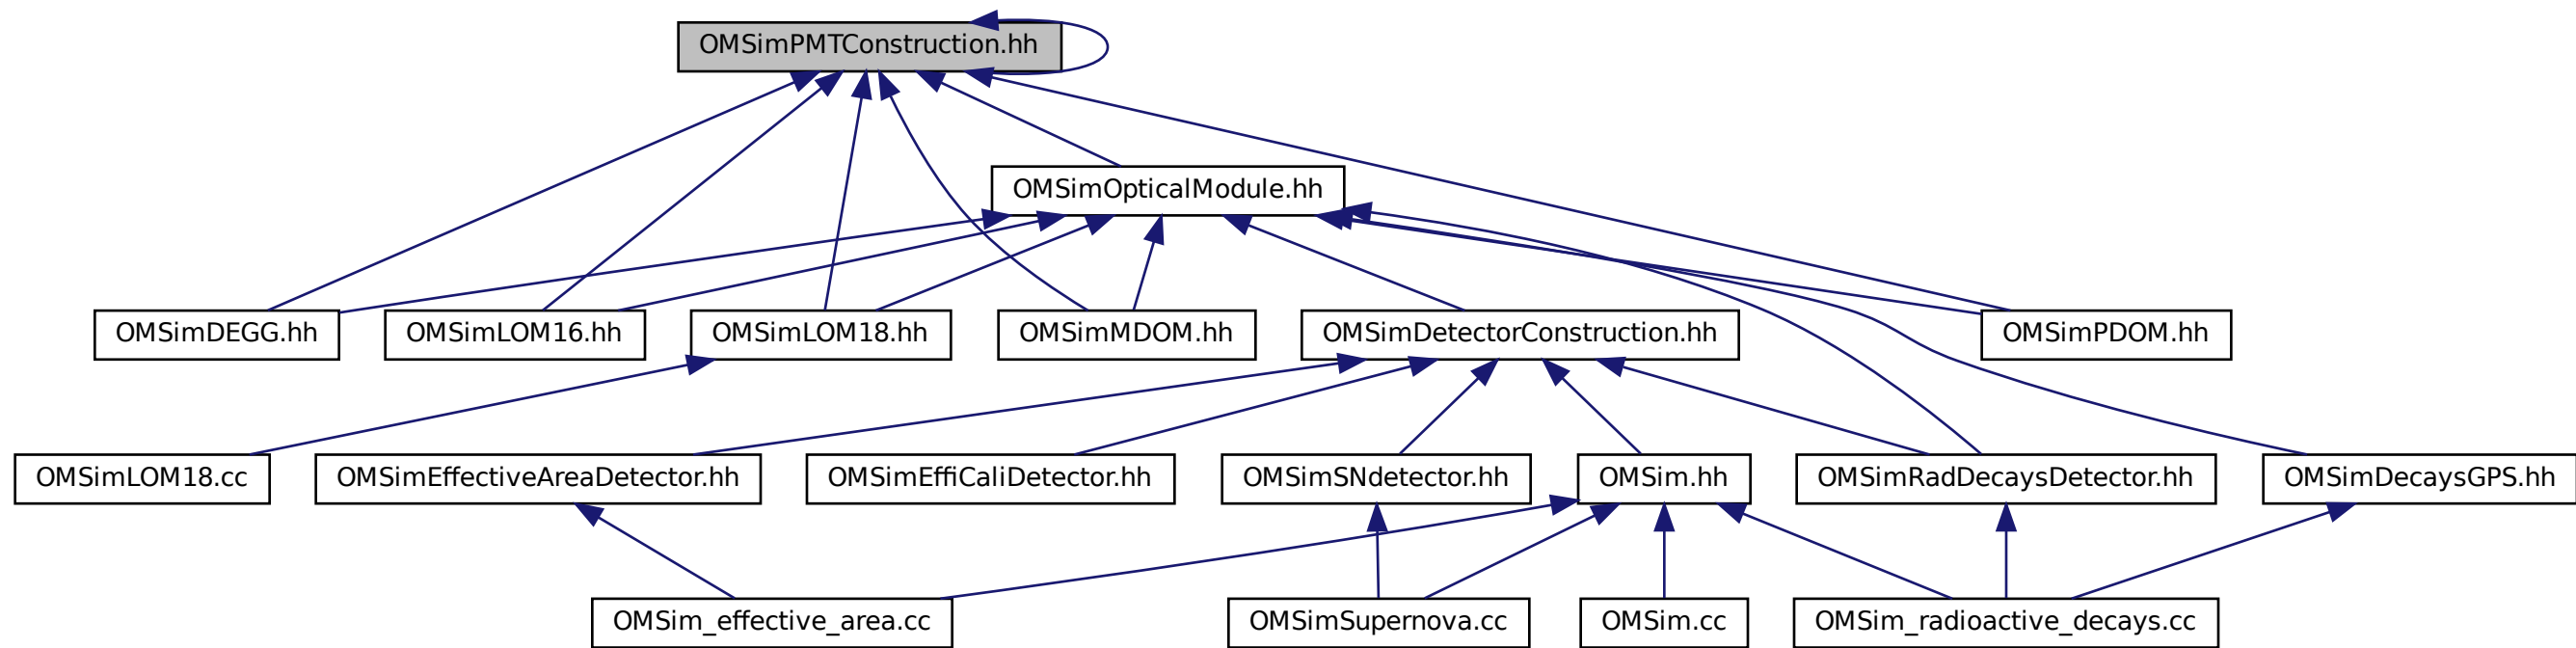 OMSimPMTConstruction.hh
OMSimOpticalModule.hh
OMSimDEGG.hh
OMSimLOM16.hh
OMSimLOM18.hh
OMSimMDOM.hh
OMSimDetectorConstruction.hh
OMSimPDOM.hh
OMSimLOM18.cc
OMSimEffectiveAreaDetector.hh
OMSimEffiCaliDetector.hh
OMSimSNdetector.hh
OMSim.hh
OMSimRadDecaysDetector.hh
OMSimDecaysGPS.hh
OMSim_effective_area.cc
OMSimSupernova.cc
OMSim.cc
OMSim_radioactive_decays.cc